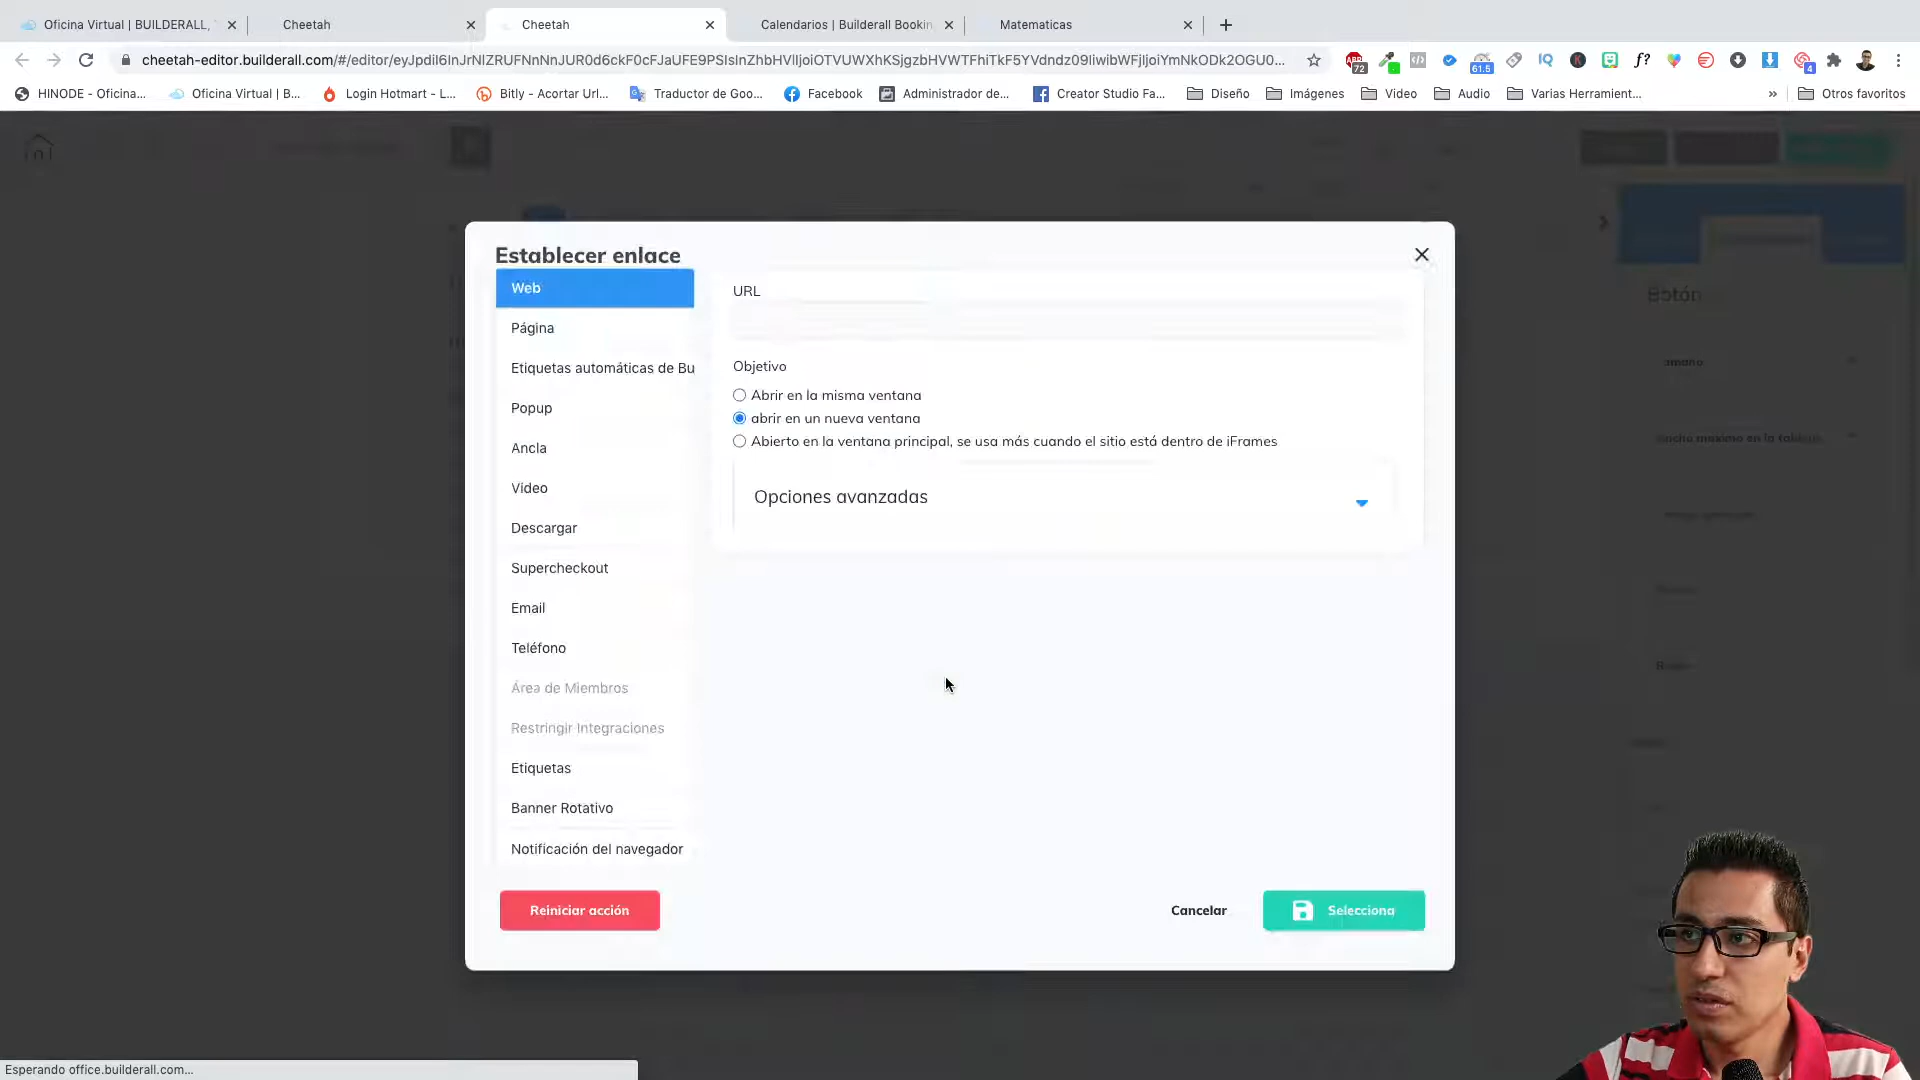 Oficina Virtual | BUILDERALL,
Cheetah
Cheetah
Calendarios | Builderall Bookin
Matematicas
cheetah-editor.builderall.com/#/editor/
72
61.5
4
HINODE - Oficina...
Oficina Virtual | B...
Login Hotmart - L...
Bitly - Acortar Url...
Traductor de Goo...
Facebook
Administrador de...
Creator Studio Fa...
Diseño
Imágenes
Video
Audio
Varias Herramient...
»
Otros favoritos
Establecer enlace
Web
Página
Etiquetas automáticas de Bu
Popup
Ancla
Video
Descargar
Supercheckout
Email
Teléfono
Área de Miembros
Restringir Integraciones
Etiquetas
Banner Rotativo
Notificación del navegador
URL
Objetivo
Abrir en la misma ventana
abrir en un nueva ventana
Abierto en la ventana principal, se usa más cuando el sitio está dentro de iFrames
Opciones avanzadas
Reiniciar acción
Cancelar
Selecciona
Botón
Esperando office.builderall.com...